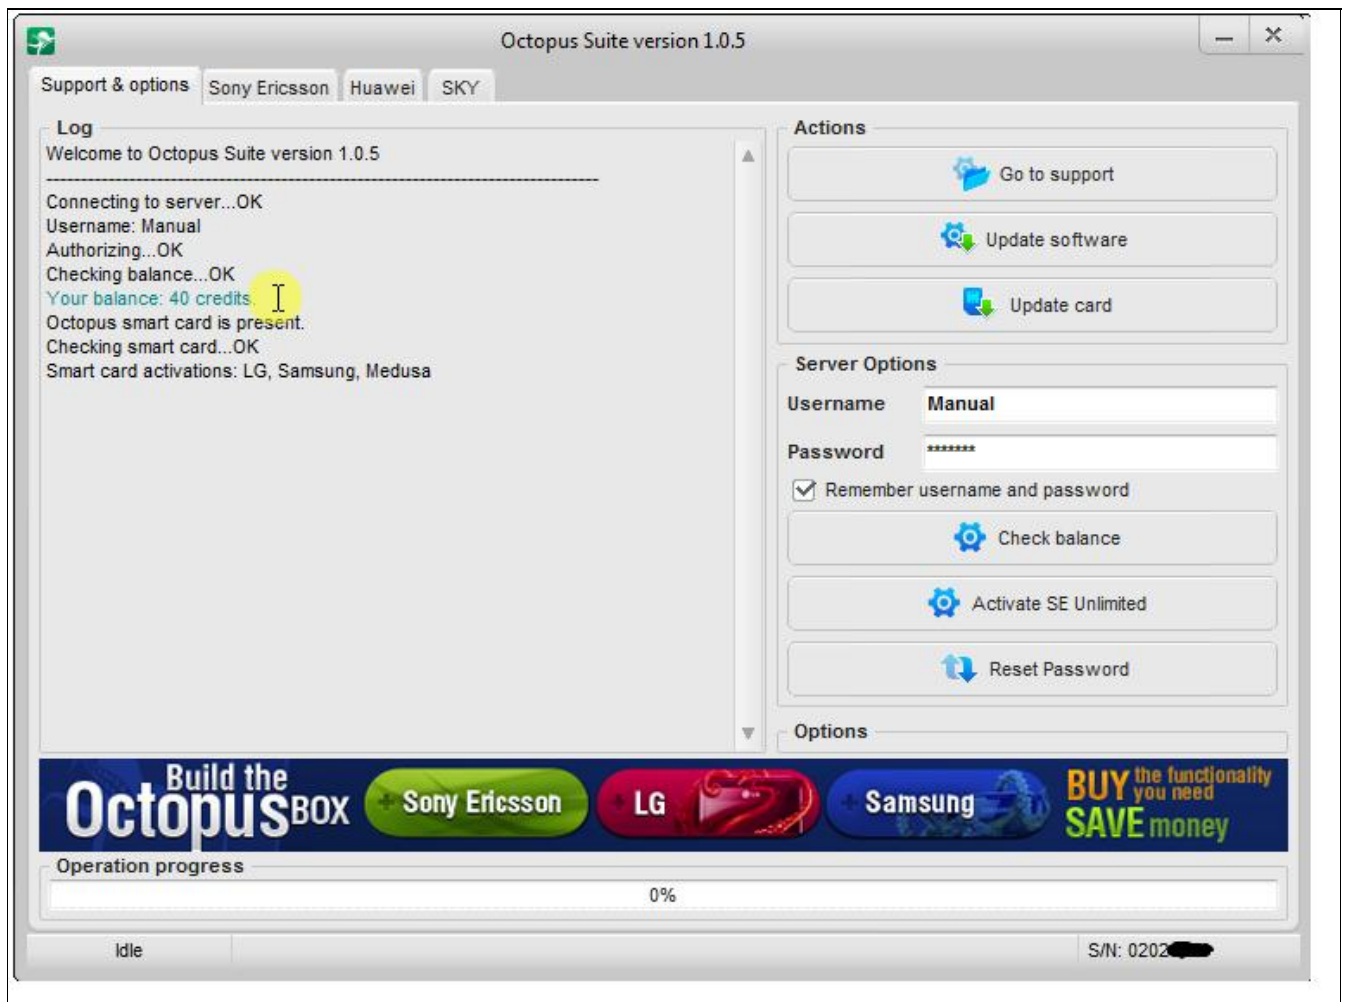 Octopus Suite version 1.0.5
Support & options
Sony Ericsson
Huawei
SKY
Log
Welcome to Octopus Suite version 1.0.5
--------------------------------------------------------------------------------
Connecting to server...OK
Username: Manual
Authorizing...OK
Checking balance...OK
Your balance: 40 credits.
Octopus smart card is present.
Checking smart card...OK
Smart card activations: LG, Samsung, Medusa
Actions
Go to support
Update software
Update card
Server Options
Username Manual
Password *******
Remember username and password
Check balance
Activate SE Unlimited
Reset Password
Options
Build the
OctopusBOX
+ Sony Ericsson
+ LG
+ Samsung
BUY the functionality
you need
SAVE money
Operation progress
0%
Idle
S/N: 0202